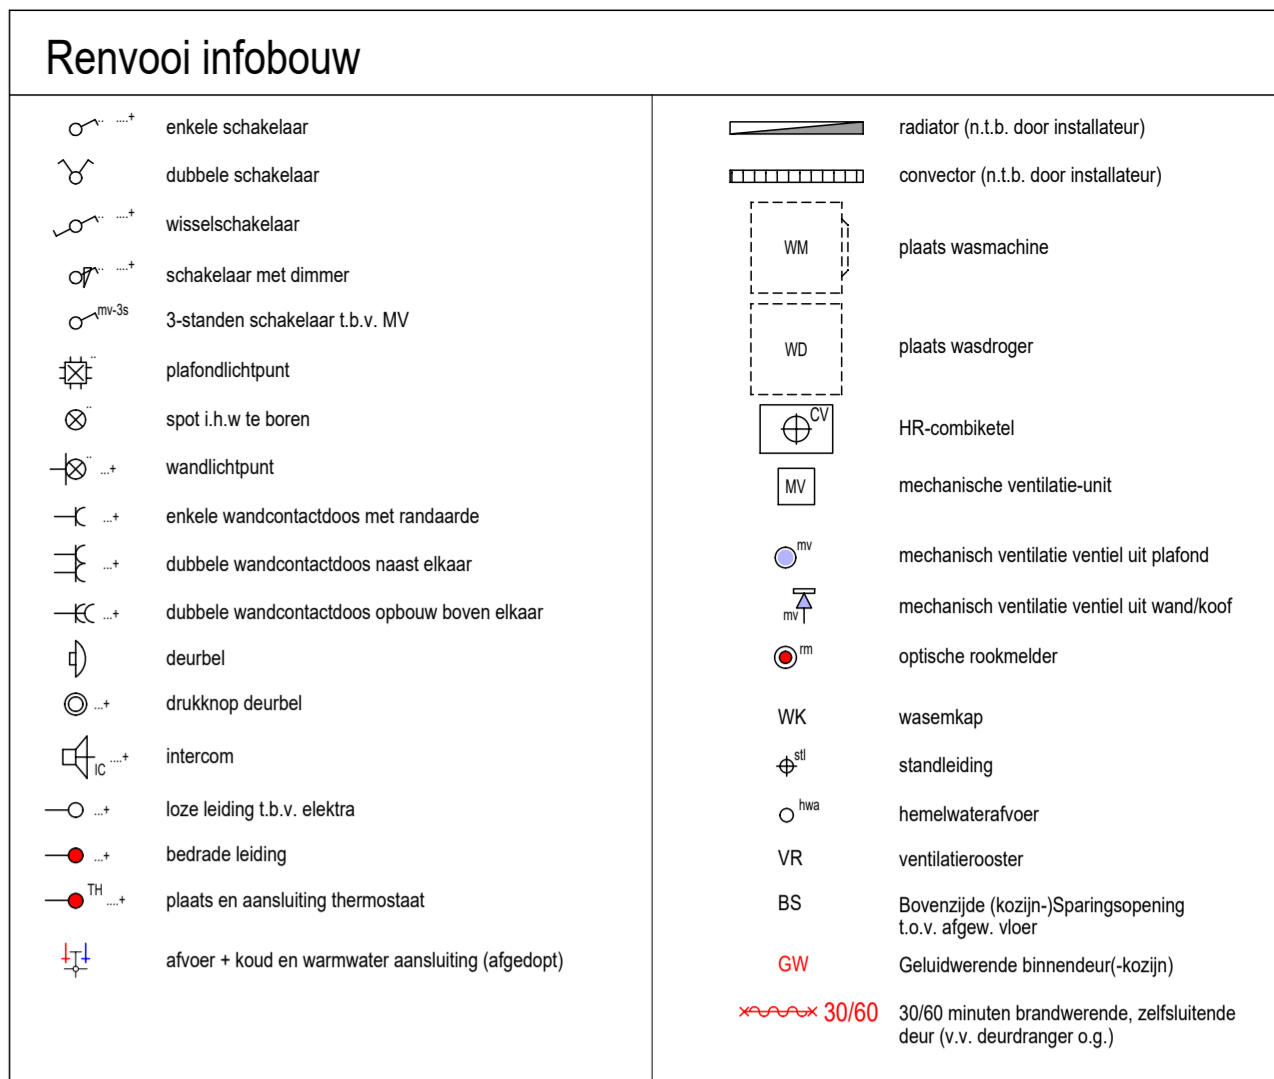 Renvooi infobouw
.. ....+ enkele schakelaar
dubbele schakelaar
.. ....+ wisselschakelaar
.. ....+ schakelaar met dimmer
mv-3s 3-standen schakelaar t.b.v. MV
.. plafondlichtpunt
.. spot i.h.w te boren
.. ...+ wandlichtpunt
...+ enkele wandcontactdoos met randaarde
...+ dubbele wandcontactdoos naast elkaar
...+ dubbele wandcontactdoos opbouw boven elkaar
deurbel
...+ drukknop deurbel
IC ....+ intercom
...+ loze leiding t.b.v. elektra
...+ bedrade leiding
TH ....+ plaats en aansluiting thermostaat
afvoer + koud en warmwater aansluiting (afgedopt)
radiator (n.t.b. door installateur)
convector (n.t.b. door installateur)
WM plaats wasmachine
WD plaats wasdroger
CV HR-combiketel
MV mechanische ventilatie-unit
mv mechanisch ventilatie ventiel uit plafond
mv mechanisch ventilatie ventiel uit wand/koof
rm optische rookmelder
WK wasemkap
stl standleiding
hwa hemelwaterafvoer
VR ventilatierooster
BS Bovenzijde (kozijn-)Sparingsopening
t.o.v. afgew. vloer
GW Geluidwerende binnendeur(-kozijn)
30/60 30/60 minuten brandwerende, zelfsluitende
deur (v.v. deurdranger o.g.)